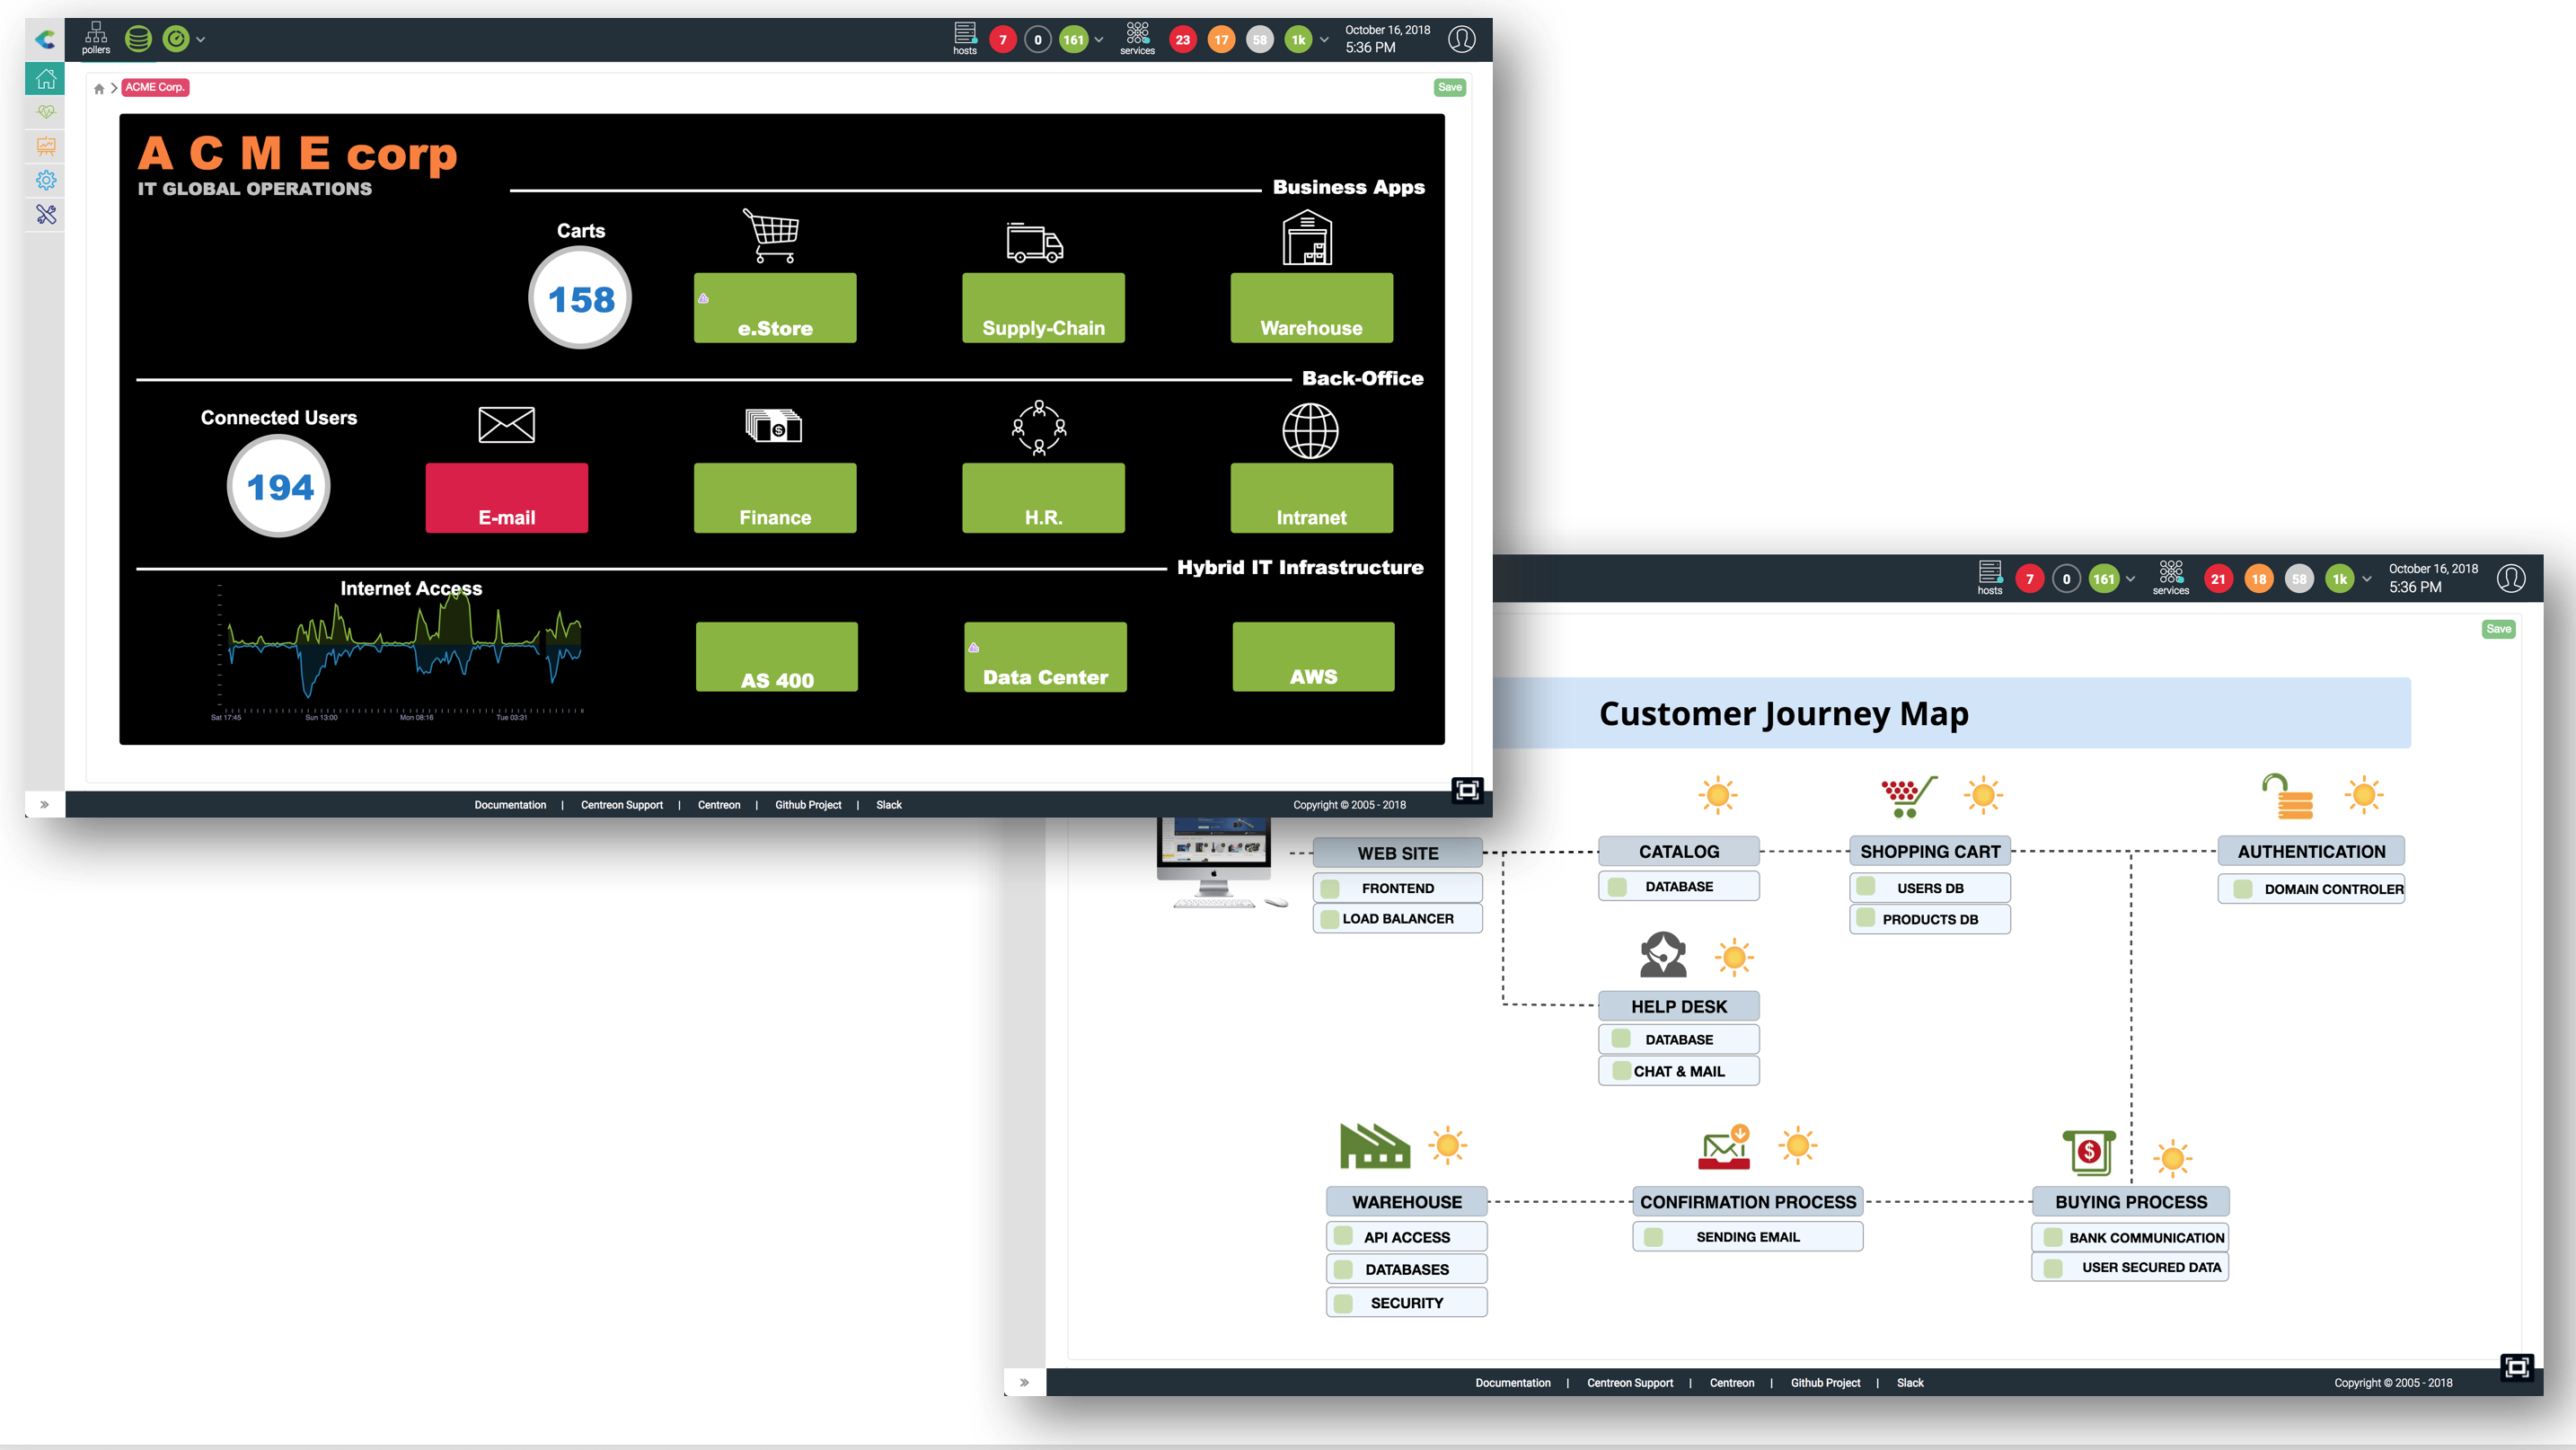 pollers
hosts
7
0
161
services
23
17
58
1k
October 16, 2018
5:36 PM
ACME Corp.
Save
A C M E corp
IT GLOBAL OPERATIONS
Business Apps
Carts
158
e.Store
Supply-Chain
Warehouse
Back-Office
Connected Users
194
E-mail
Finance
H.R.
Intranet
Hybrid IT Infrastructure
Internet Access
Sat 17:45
Sun 13:00
Mon 08:16
Tue 03:31
AS 400
Data Center
AWS
Documentation | Centreon Support | Centreon | Github Project | Slack
Copyright © 2005 - 2018
hosts
7
0
161
services
21
18
58
1k
October 16, 2018
5:36 PM
Save
Customer Journey Map
WEB SITE
FRONTEND
LOAD BALANCER
CATALOG
DATABASE
SHOPPING CART
USERS DB
PRODUCTS DB
AUTHENTICATION
DOMAIN CONTROLER
HELP DESK
DATABASE
CHAT & MAIL
WAREHOUSE
API ACCESS
DATABASES
SECURITY
CONFIRMATION PROCESS
SENDING EMAIL
BUYING PROCESS
BANK COMMUNICATION
USER SECURED DATA
Documentation | Centreon Support | Centreon | Github Project | Slack
Copyright © 2005 - 2018